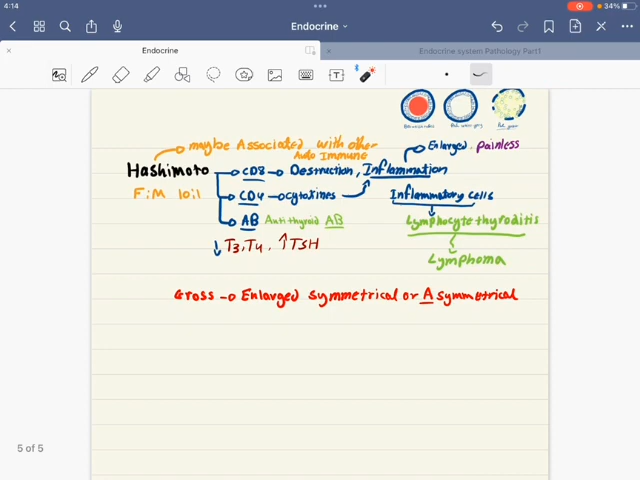 4:14
34%
Endocrine
Endocrine
Endocrine system Pathology Part1
maybe Associated with other
Auto Immune
Enlarged, painless
Hashimoto
CD8 → Destruction, Inflammation
F:M 10:1
CD4 → cytoxines
Inflammatory cells
AB Anti thyroid AB
Lymphocyte thyroditis
↓ T3, T4, ↑ TSH
Lymphoma
Gross → Enlarged symmetrical or A symmetrical
5 of 5